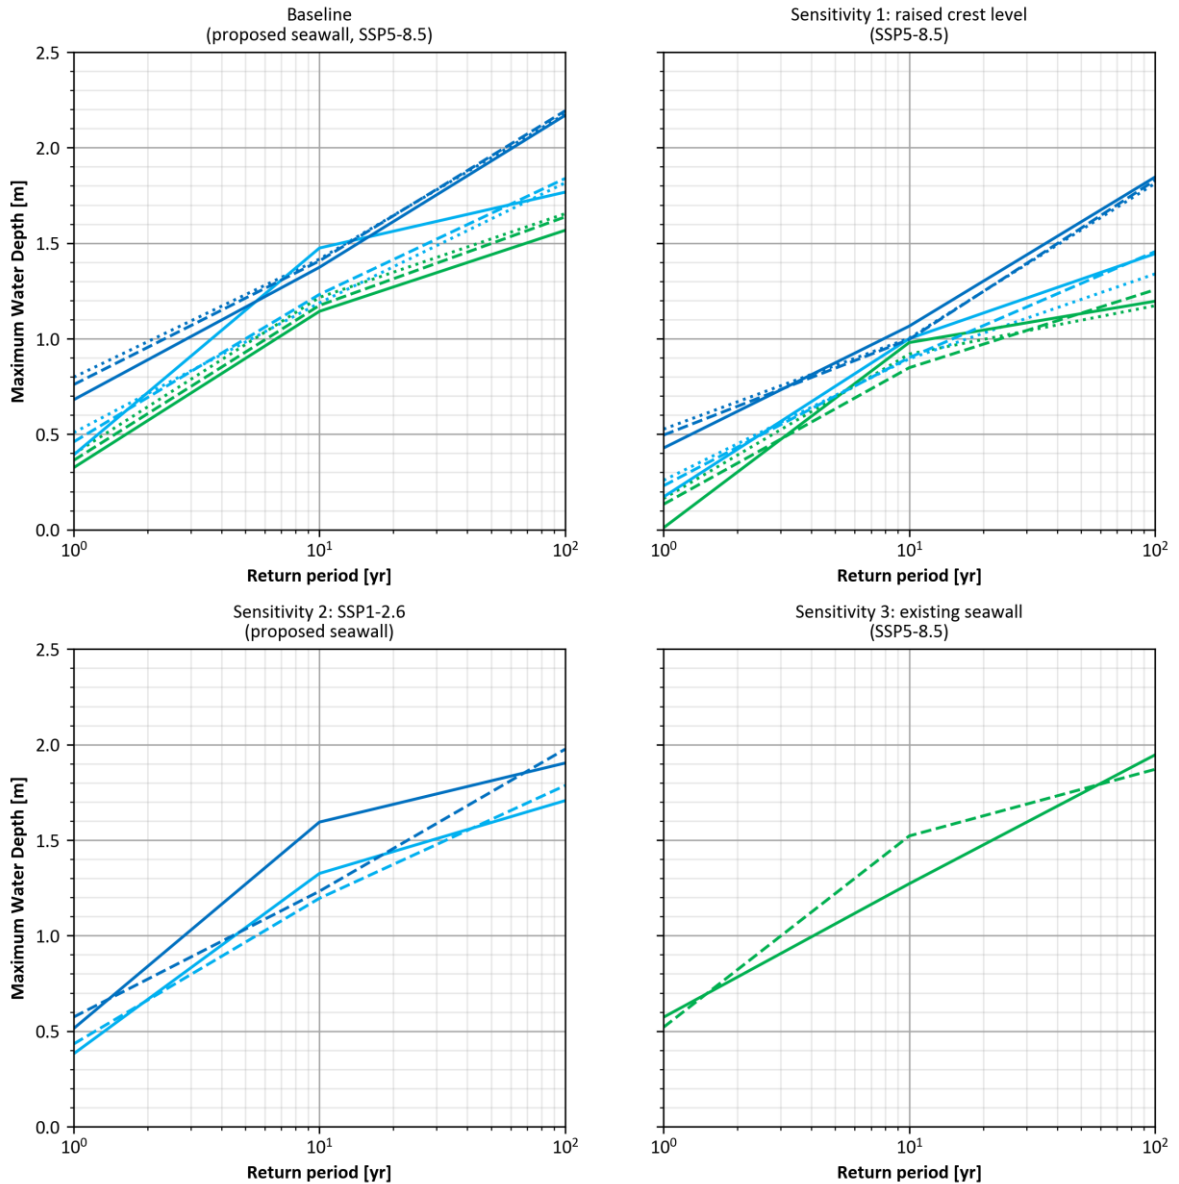 Baseline
(proposed seawall, SSP5-8.5)
Maximum Water Depth [m]
2.5
2.0
1.5
1.0
0.5
0.0
10⁰
10¹
10²
Return period [yr]
Sensitivity 1: raised crest level
(SSP5-8.5)
10⁰
10¹
10²
Return period [yr]
Sensitivity 2: SSP1-2.6
(proposed seawall)
Maximum Water Depth [m]
2.5
2.0
1.5
1.0
0.5
0.0
10⁰
10¹
10²
Return period [yr]
Sensitivity 3: existing seawall
(SSP5-8.5)
10⁰
10¹
10²
Return period [yr]